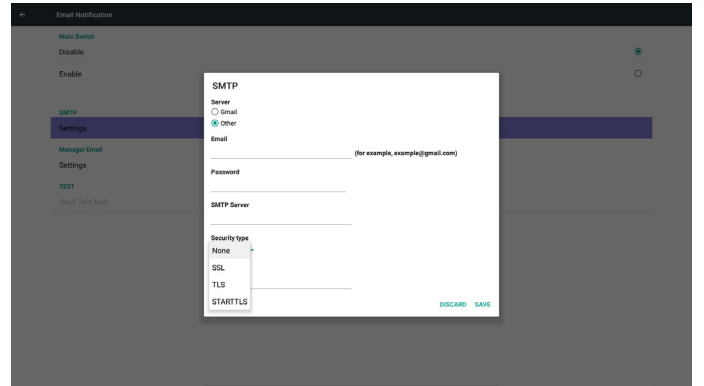 Email Notification
Main Switch
Disable
Enable
SMTP
Settings
Manager Email
Settings
TEST
Send Test Mail
SMTP
Server
Gmail
Other
Email
(for example, example@gmail.com)
Password
SMTP Server
Security type
None
SSL
TLS
STARTTLS
DISCARD SAVE